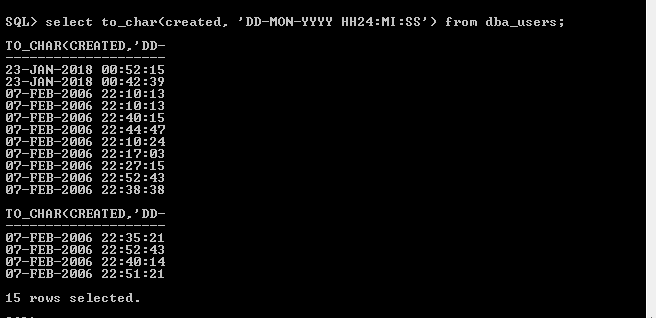 SQL> select to_char(created, 'DD-MON-YYYY HH24:MI:SS') from dba_users;
TO_CHAR(CREATED,'DD-
--------------------
23-JAN-2018 00:52:15
23-JAN-2018 00:42:39
07-FEB-2006 22:10:13
07-FEB-2006 22:10:13
07-FEB-2006 22:40:15
07-FEB-2006 22:44:47
07-FEB-2006 22:10:24
07-FEB-2006 22:17:03
07-FEB-2006 22:27:15
07-FEB-2006 22:52:43
07-FEB-2006 22:38:38
TO_CHAR(CREATED,'DD-
--------------------
07-FEB-2006 22:35:21
07-FEB-2006 22:52:43
07-FEB-2006 22:40:14
07-FEB-2006 22:51:21
15 rows selected.